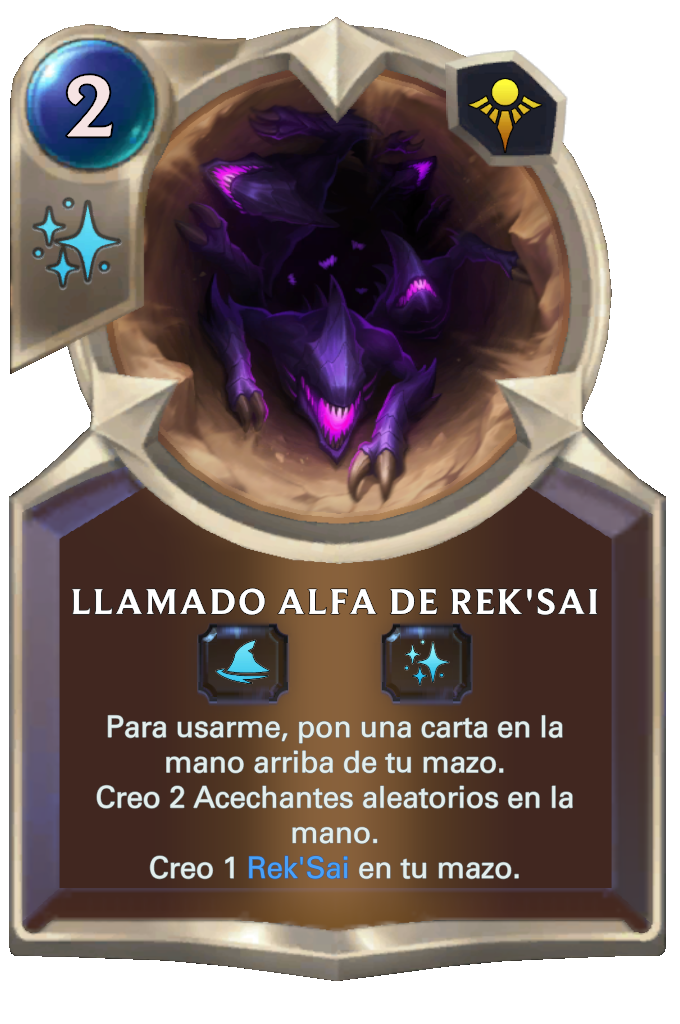 2
LLAMADO ALFA DE REK'SAI
Para usarme, pon una carta en la
mano arriba de tu mazo.
Creo 2 Acechantes aleatorios en la
mano.
Creo 1 Rek'Sai en tu mazo.